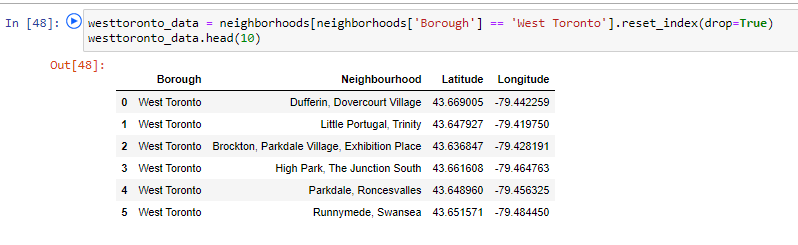 In [48]: westtoronto_data = neighborhoods[neighborhoods['Borough'] == 'West Toronto'].reset_index(drop=True)
westtoronto_data.head(10)
Out[48]:
Borough Neighbourhood Latitude Longitude
0 West Toronto Dufferin, Dovercourt Village 43.669005 -79.442259
1 West Toronto Little Portugal, Trinity 43.647927 -79.419750
2 West Toronto Brockton, Parkdale Village, Exhibition Place 43.636847 -79.428191
3 West Toronto High Park, The Junction South 43.661608 -79.464763
4 West Toronto Parkdale, Roncesvalles 43.648960 -79.456325
5 West Toronto Runnymede, Swansea 43.651571 -79.484450